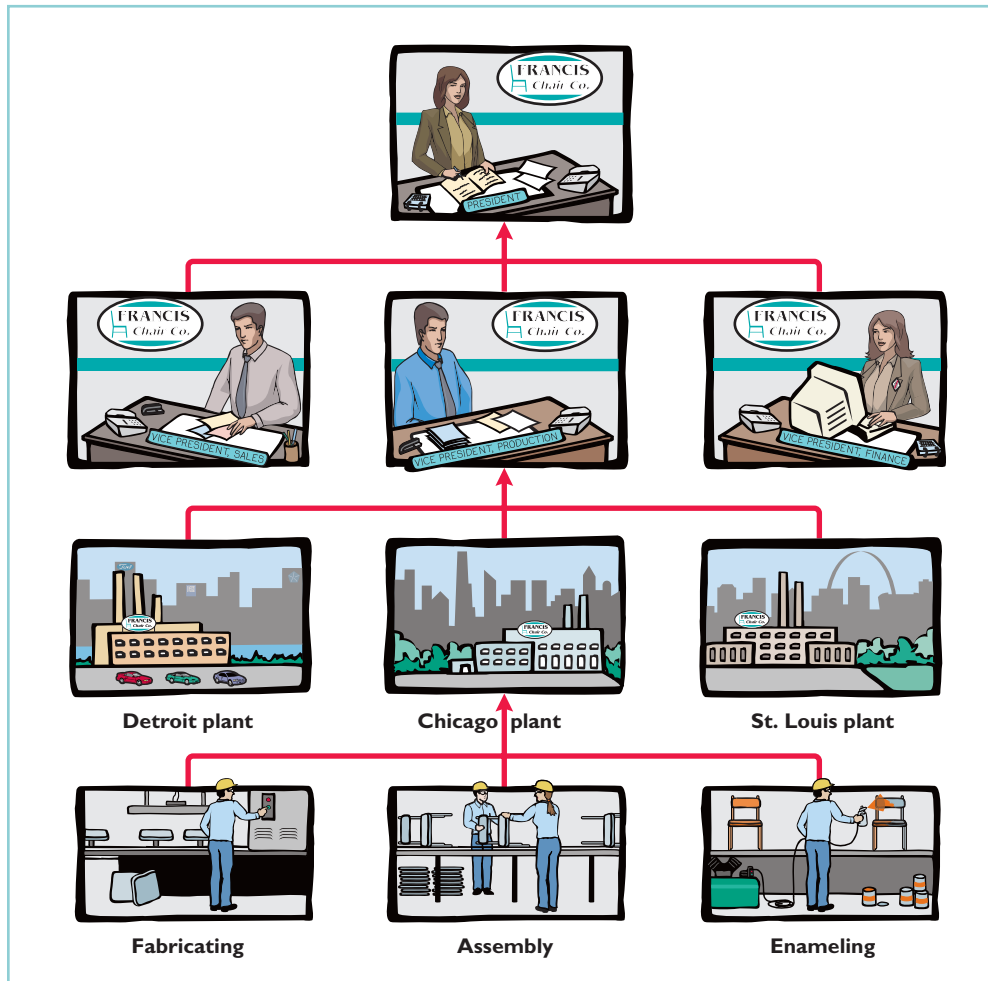 FRANCIS
Chair Co.
PRESIDENT
FRANCIS
Chair Co.
VICE PRESIDENT, SALES
FRANCIS
Chair Co.
VICE PRESIDENT, PRODUCTION
FRANCIS
Chair Co.
VICE PRESIDENT, FINANCE
FRANCIS
Chair Co.
Detroit plant
FRANCIS
Chair Co.
Chicago plant
FRANCIS
Chair Co.
St. Louis plant
Fabricating
Assembly
Enameling